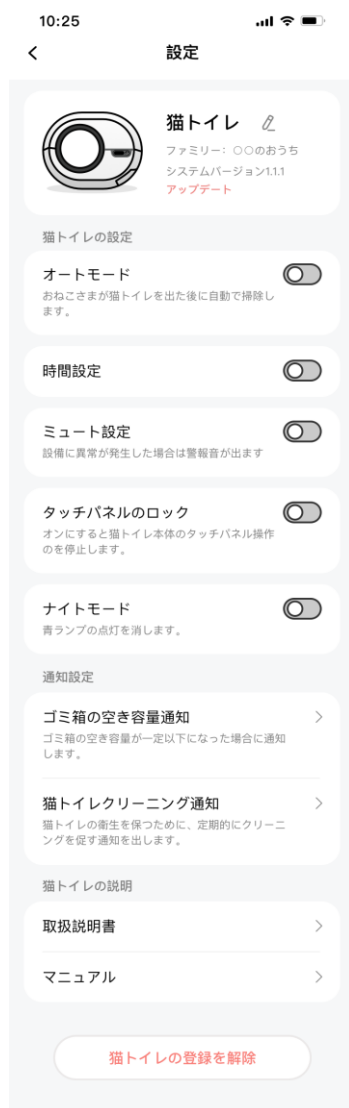 10:25
設定
猫トイレ
ファミリー：○○のおうち
システムバージョン1.1.1
アップデート
猫トイレの設定
オートモード
おねこさまが猫トイレを出た後に自動で掃除し
ます。
時間設定
ミュート設定
設備に異常が発生した場合は警報音が出ます
タッチパネルのロック
オンにすると猫トイレ本体のタッチパネル操作
のを停止します。
ナイトモード
青ランプの点灯を消します。
通知設定
ゴミ箱の空き容量通知
ゴミ箱の空き容量が一定以下になった場合に通知
します。
猫トイレクリーニング通知
猫トイレの衛生を保つために、定期的にクリーニ
ングを促す通知を出します。
猫トイレの説明
取扱説明書
マニュアル
猫トイレの登録を解除